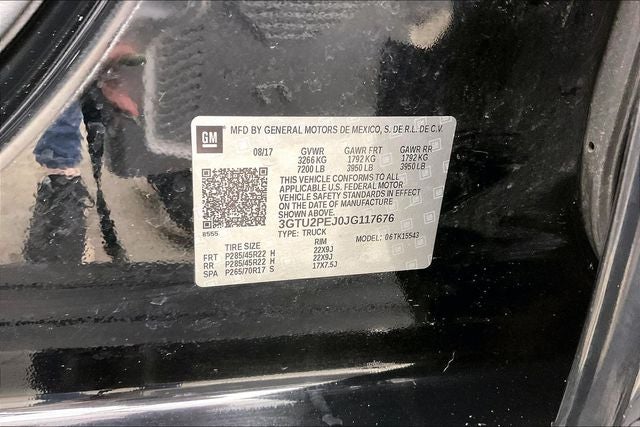 GM MFD BY GENERAL MOTORS DE MEXICO, S. DE R.L. DE C.V.
08/17 GVWR GAWR FRT GAWR RR
3266 KG 1792 KG 1792 KG
7200 LB 3950 LB 3950 LB
THIS VEHICLE CONFORMS TO ALL
APPLICABLE U.S. FEDERAL MOTOR
VEHICLE SAFETY STANDARDS IN EFFECT
ON THE DATE OF MANUFACTURE
SHOWN ABOVE.
3GTU2PEJ0JG117676
8555 TYPE: TRUCK MODEL: 06TK15543
TIRE SIZE RIM
FRT P285/45R22 H 22X9J
RR P285/45R22 H 22X9J
SPA P265/70R17 S 17X7.5J